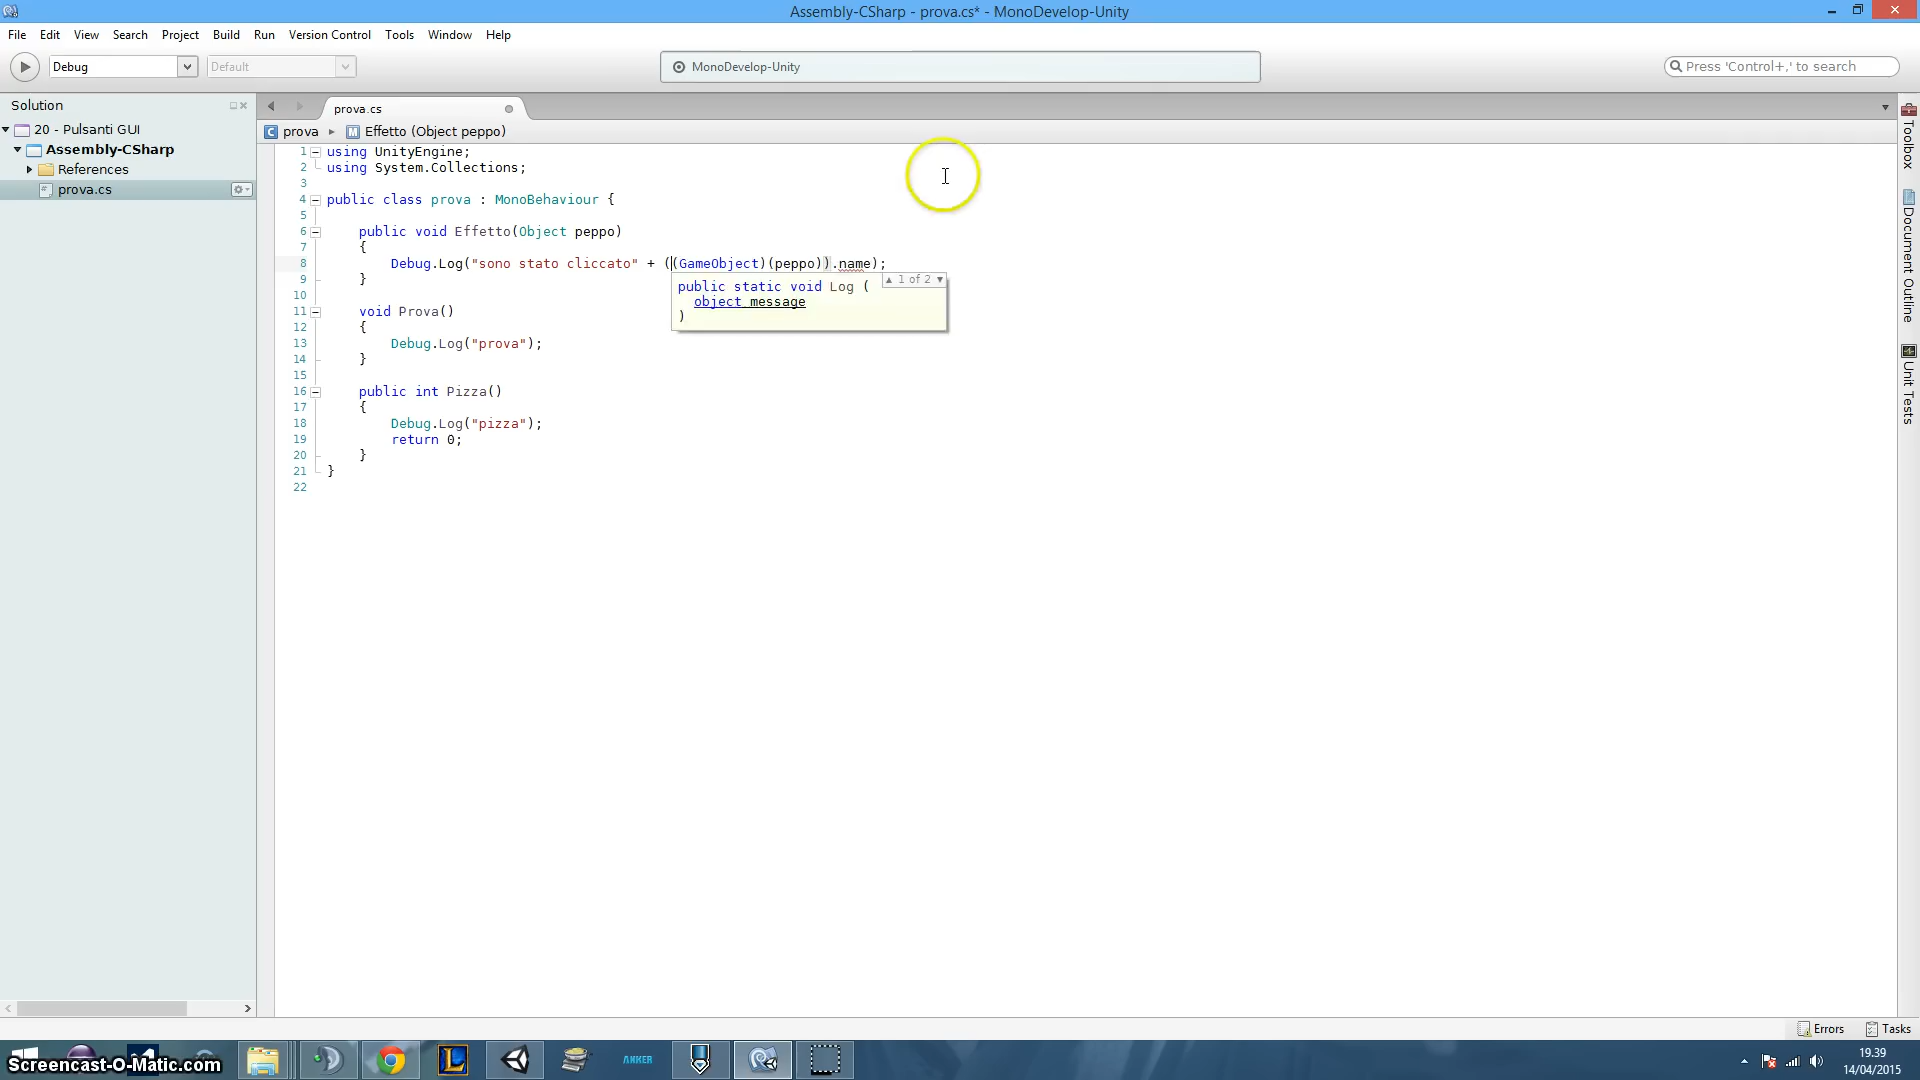 Assembly-CSharp - prova.cs* - MonoDevelop-Unity
File Edit View Search Project Build Run Version Control Tools Window Help
Debug Default MonoDevelop-Unity Press 'Control+,' to search
Solution
20 - Pulsanti GUI
Assembly-CSharp
References
prova.cs
prova.cs
prova Effetto (Object peppo)
1 using UnityEngine;
2 using System.Collections;
3
4 public class prova : MonoBehaviour {
5
6 public void Effetto(Object peppo)
7 {
8 Debug.Log("sono stato cliccato" + ((GameObject)(peppo)).name);
9 }
10
11 void Prova()
12 {
13 Debug.Log("prova");
14 }
15
16 public int Pizza()
17 {
18 Debug.Log("pizza");
19 return 0;
20 }
21 }
22
1 of 2
public static void Log (
object message
)
Toolbox
Document Outline
Unit Tests
Errors Tasks
Screencast-O-Matic.com
ANKER
19.39
14/04/2015